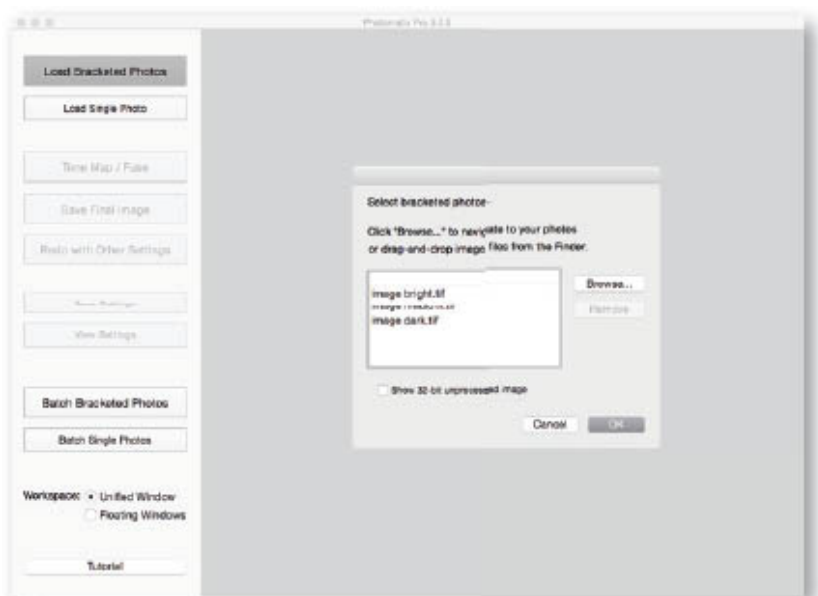 Load Bracketed Photos
Load Single Photo
Tone Map / Fuse
Save Final Image
Redo with Other Settings
View Settings
Batch Bracketed Photos
Batch Single Photos
Workspace: Unified Window
Floating Windows
Tutorial
Select bracketed photos
Click "Browse..." to navigate to your photos
or drag-and-drop image files from the Finder.
image bright.tif
image dark.tif
Browse...
Remove
Show 32-bit unprocessed image
Cancel
OK